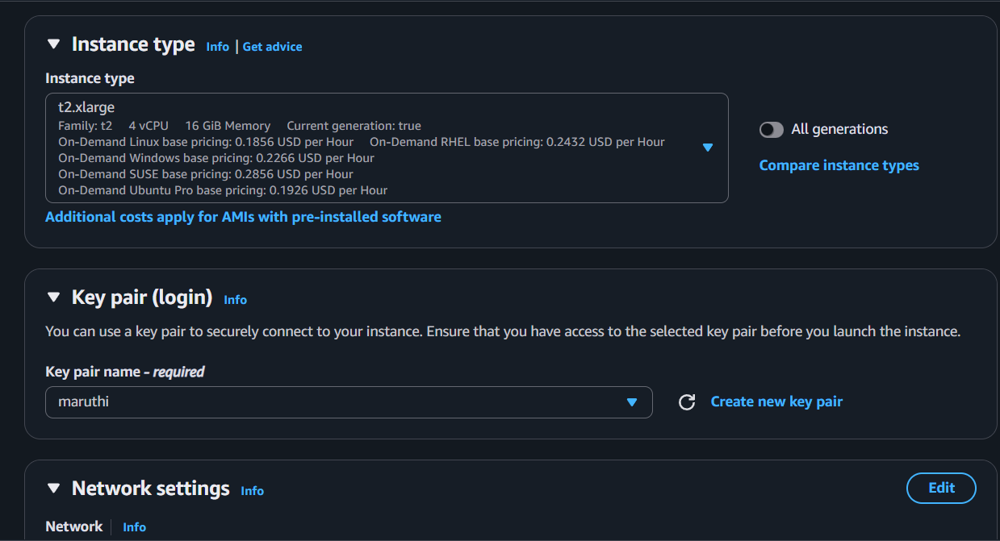 Instance type Info | Get advice
Instance type
t2.xlarge
Family: t2 4 vCPU 16 GiB Memory Current generation: true
On-Demand Linux base pricing: 0.1856 USD per Hour On-Demand RHEL base pricing: 0.2432 USD per Hour
On-Demand Windows base pricing: 0.2266 USD per Hour
On-Demand SUSE base pricing: 0.2856 USD per Hour
On-Demand Ubuntu Pro base pricing: 0.1926 USD per Hour
All generations
Compare instance types
Additional costs apply for AMIs with pre-installed software
Key pair (login) Info
You can use a key pair to securely connect to your instance. Ensure that you have access to the selected key pair before you launch the instance.
Key pair name - required
maruthi
Create new key pair
Network settings Info
Edit
Network Info